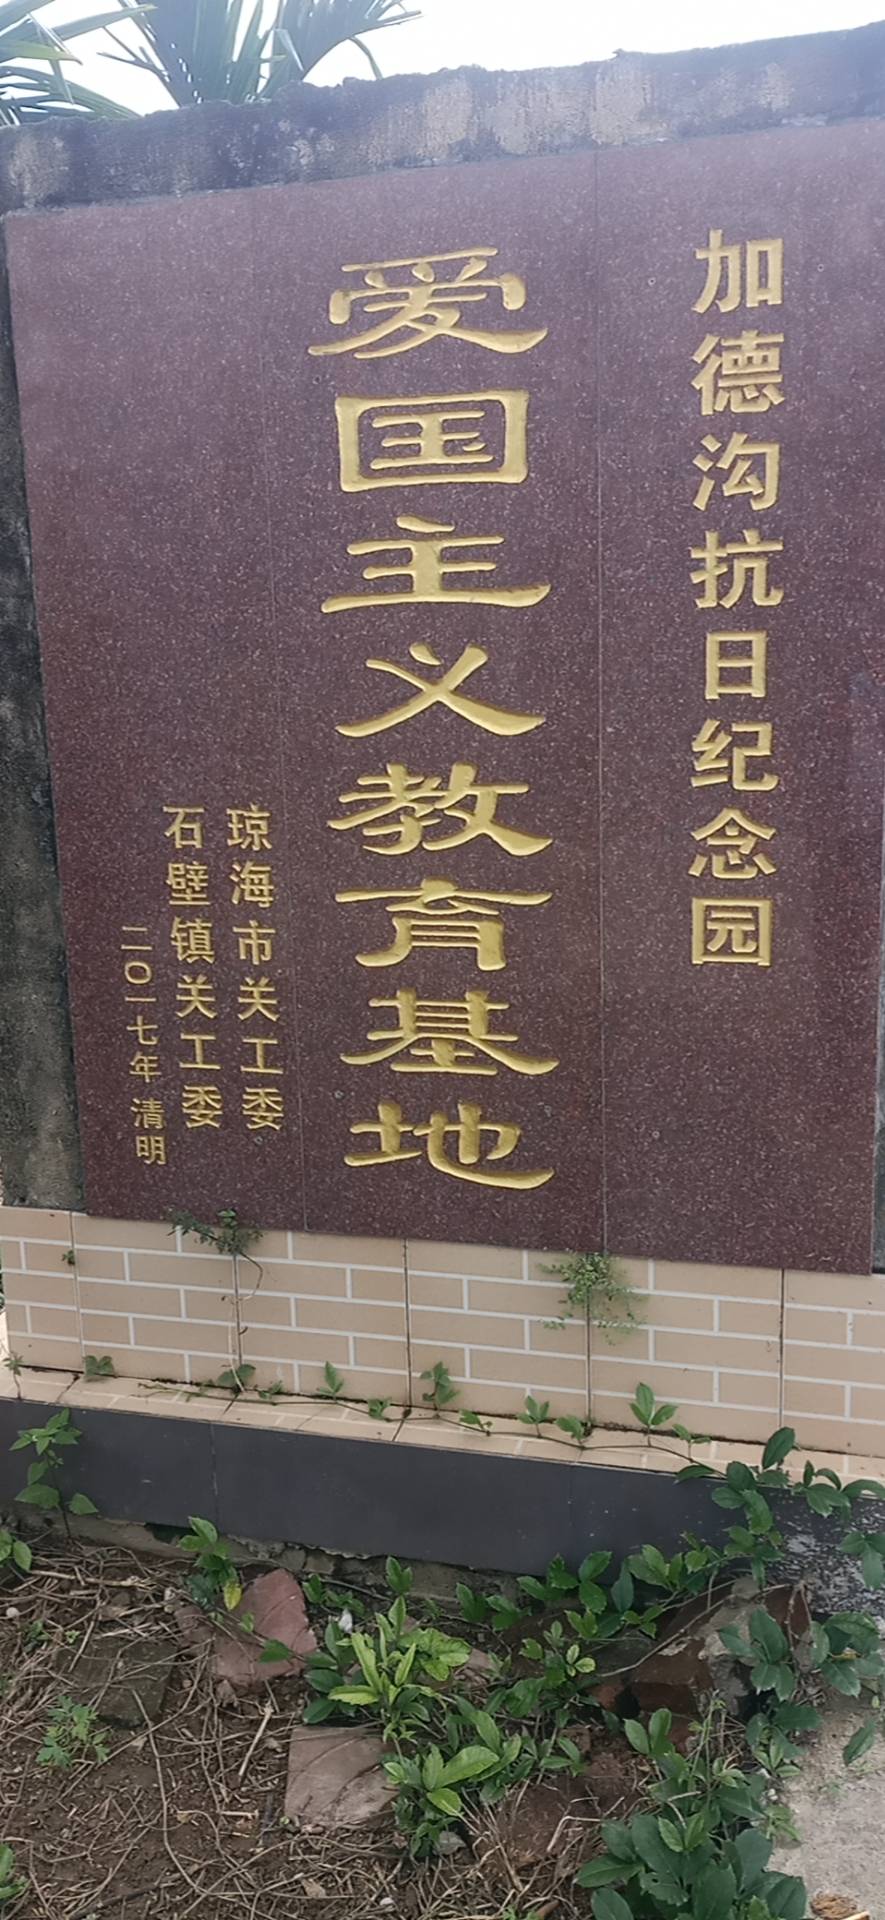 加德沟抗日纪念园
爱国主义教育基地
琼海市关工委
石壁镇关工委
二〇一七年 清明